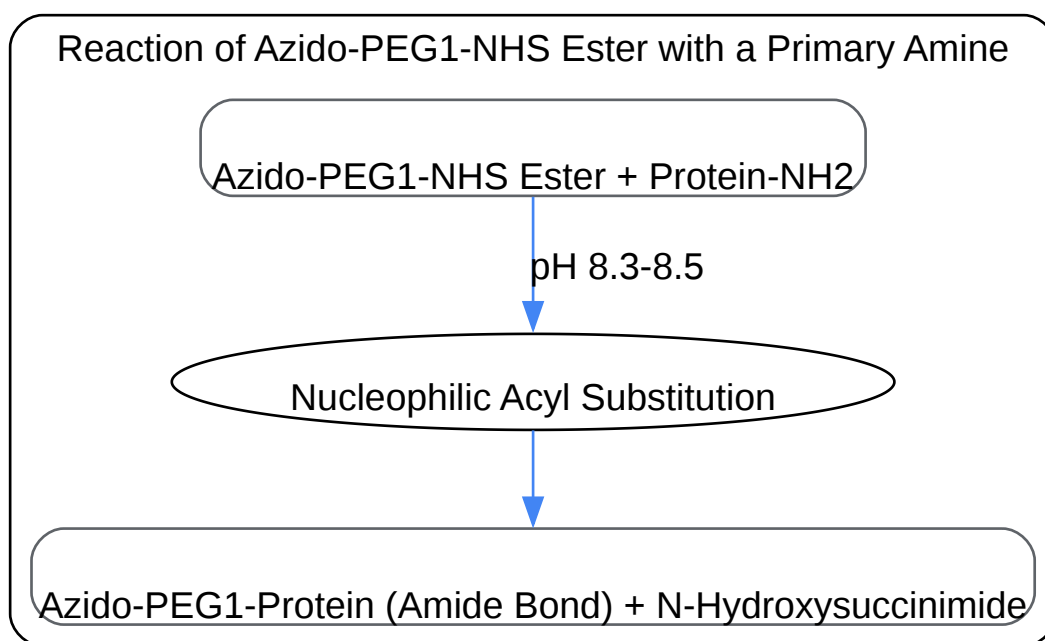 Reaction of Azido-PEG1-NHS Ester with a Primary Amine
Azido-PEG1-NHS Ester + Protein-NH2
pH 8.3-8.5
Nucleophilic Acyl Substitution
Azido-PEG1-Protein (Amide Bond) + N-Hydroxysuccinimide